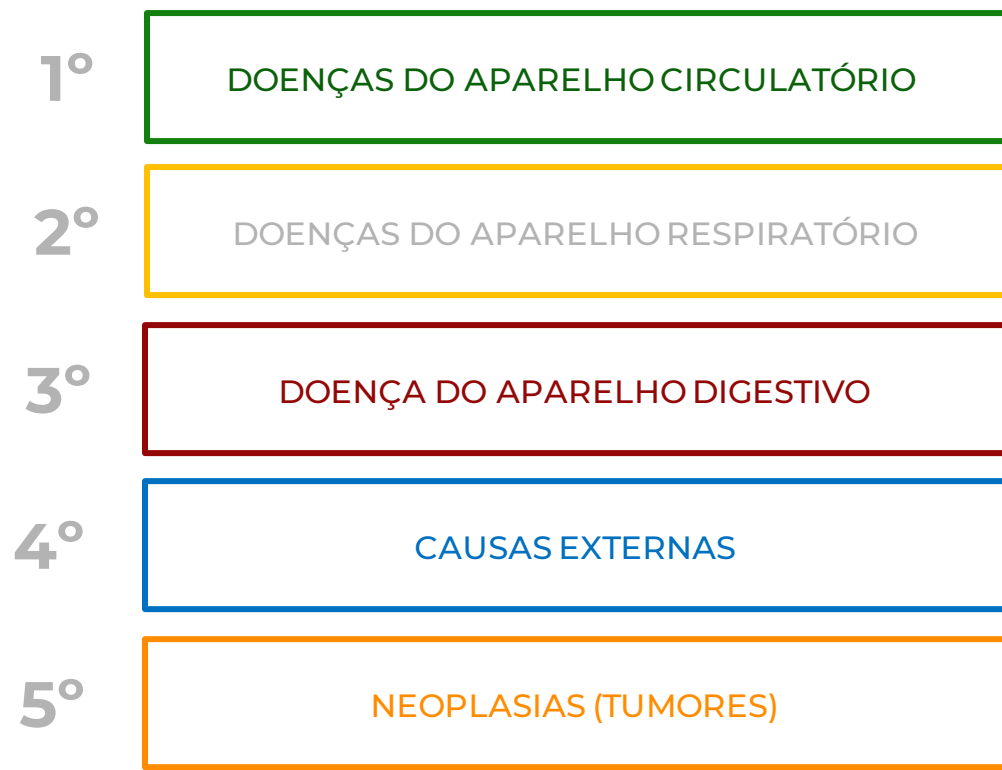 1º
DOENÇAS DO APARELHO CIRCULATÓRIO
2º
DOENÇAS DO APARELHO RESPIRATÓRIO
3º
DOENÇA DO APARELHO DIGESTIVO
4º
CAUSAS EXTERNAS
5º
NEOPLASIAS (TUMORES)